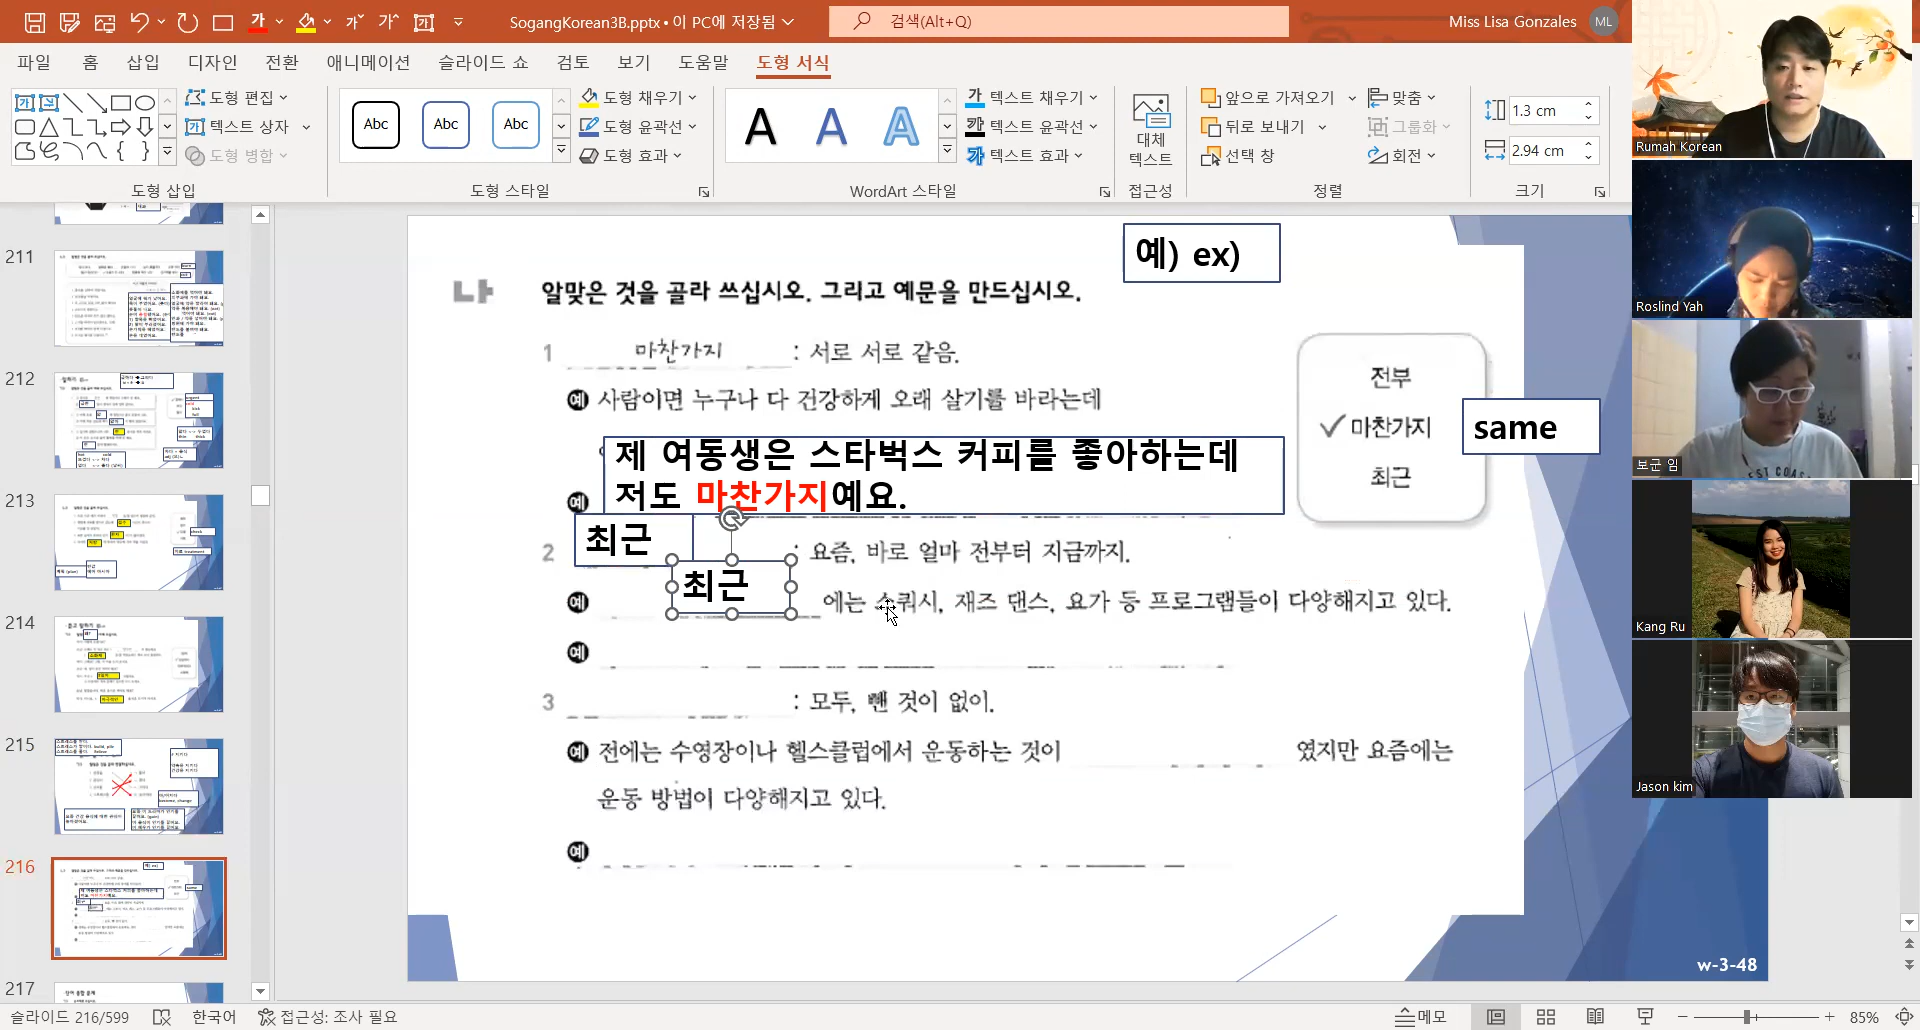 SogangKorean3B.pptx • 이 PC에 저장됨
검색(Alt+Q)
Miss Lisa Gonzales
ML
파일 홈 삽입 디자인 전환 애니메이션 슬라이드 쇼 검토 보기 도움말 도형 서식
도형 편집
텍스트 상자
도형 병합
도형 삽입
Abc Abc Abc
도형 채우기
도형 윤곽선
도형 효과
도형 스타일
A A A
텍스트 채우기
텍스트 윤곽선
텍스트 효과
WordArt 스타일
대체 텍스트
접근성
앞으로 가져오기
뒤로 보내기
선택 창
맞춤
그룹화
회전
정렬
1.3 cm
2.94 cm
크기
211
212
213
214
215
216
217
예) ex)
나 알맞은 것을 골라 쓰십시오. 그리고 예문을 만드십시오.
1 마찬가지 : 서로 서로 같음.
예 사람이면 누구나 다 건강하게 오래 살기를 바라는데
제 여동생은 스타벅스 커피를 좋아하는데
예 저도 마찬가지예요.
2 최근 : 요즘, 바로 얼마 전부터 지금까지.
예 최근 에는 스쿼시, 재즈 댄스, 요가 등 프로그램들이 다양해지고 있다.
예
3 : 모두, 뺀 것이 없이.
예 전에는 수영장이나 헬스클럽에서 운동하는 것이 였지만 요즘에는
운동 방법이 다양해지고 있다.
예
전부
✓ 마찬가지
최근
same
w-3-48
Rumah Korean
Roslind Yah
보군 임
Kang Ru
Jason kim
슬라이드 216/599 한국어 접근성: 조사 필요
메모
85%